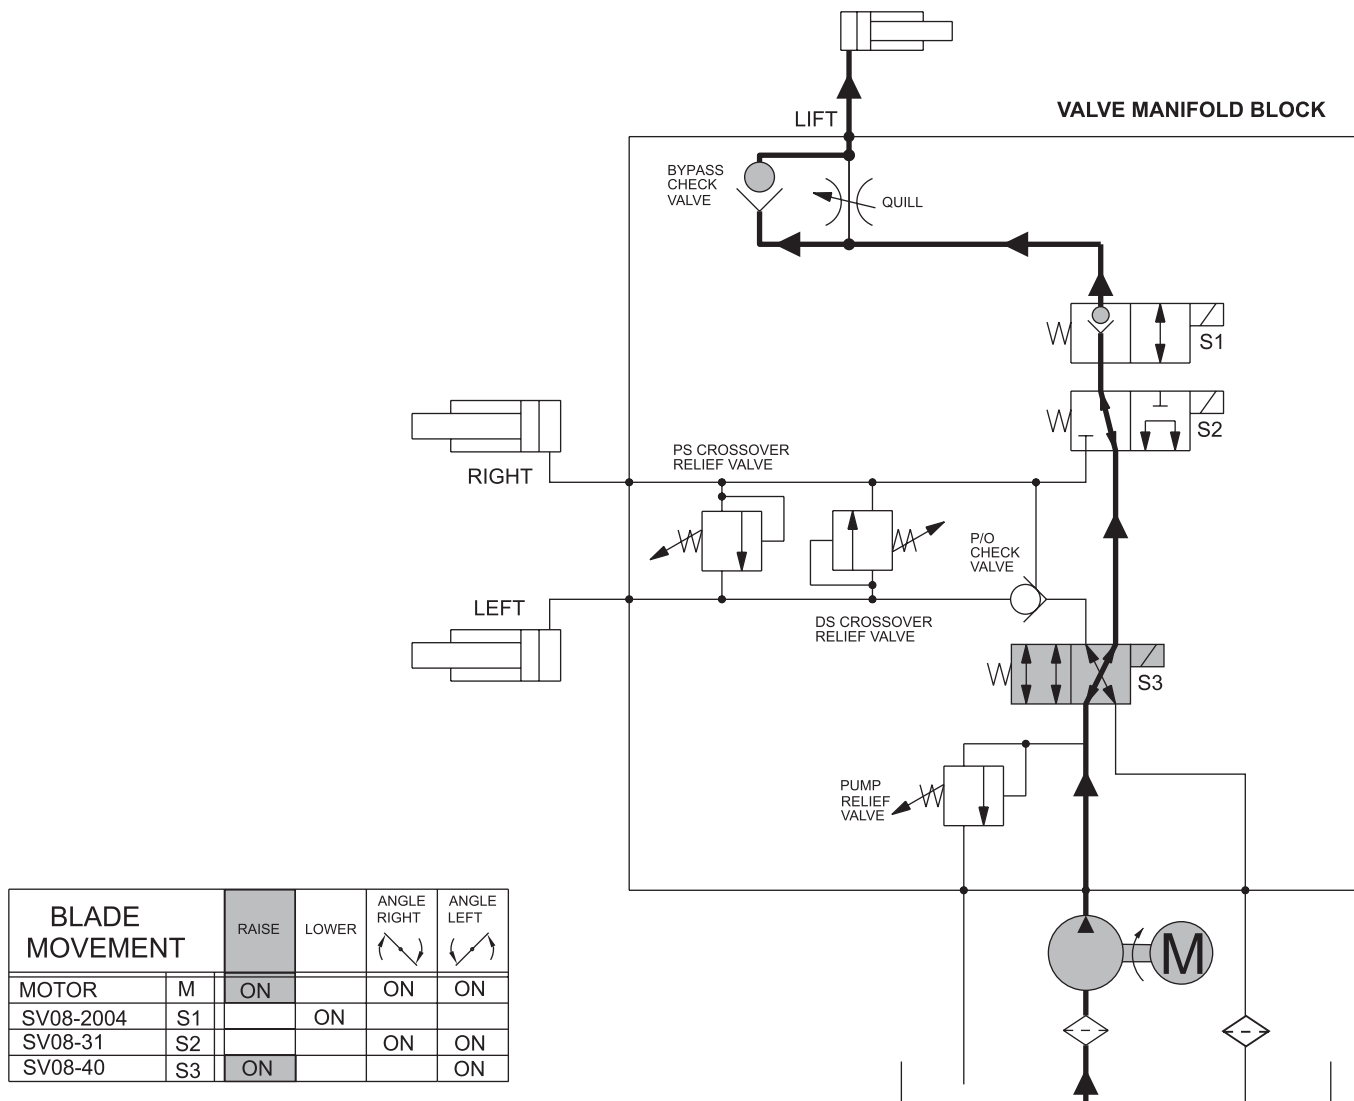 LIFT
VALVE MANIFOLD BLOCK
BYPASS
CHECK
VALVE
QUILL
S1
S2
RIGHT
PS CROSSOVER
RELIEF VALVE
P/O
CHECK
VALVE
LEFT
DS CROSSOVER
RELIEF VALVE
S3
PUMP
RELIEF
VALVE
M
BLADE
MOVEMENT
RAISE
LOWER
ANGLE
RIGHT
ANGLE
LEFT
MOTOR M ON ON ON
SV08-2004 S1 ON
SV08-31 S2 ON ON
SV08-40 S3 ON ON